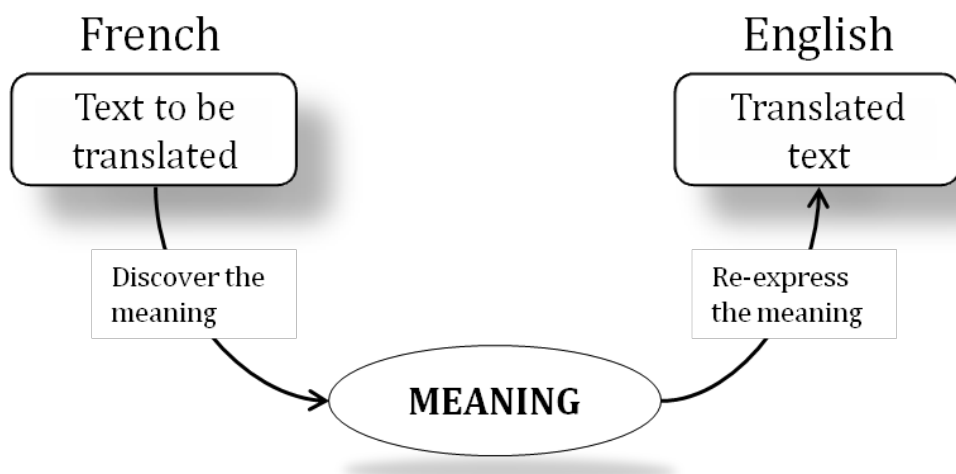 French
English
Text to be
translated
Translated
text
Discover the
meaning
Re-express
the meaning
MEANING